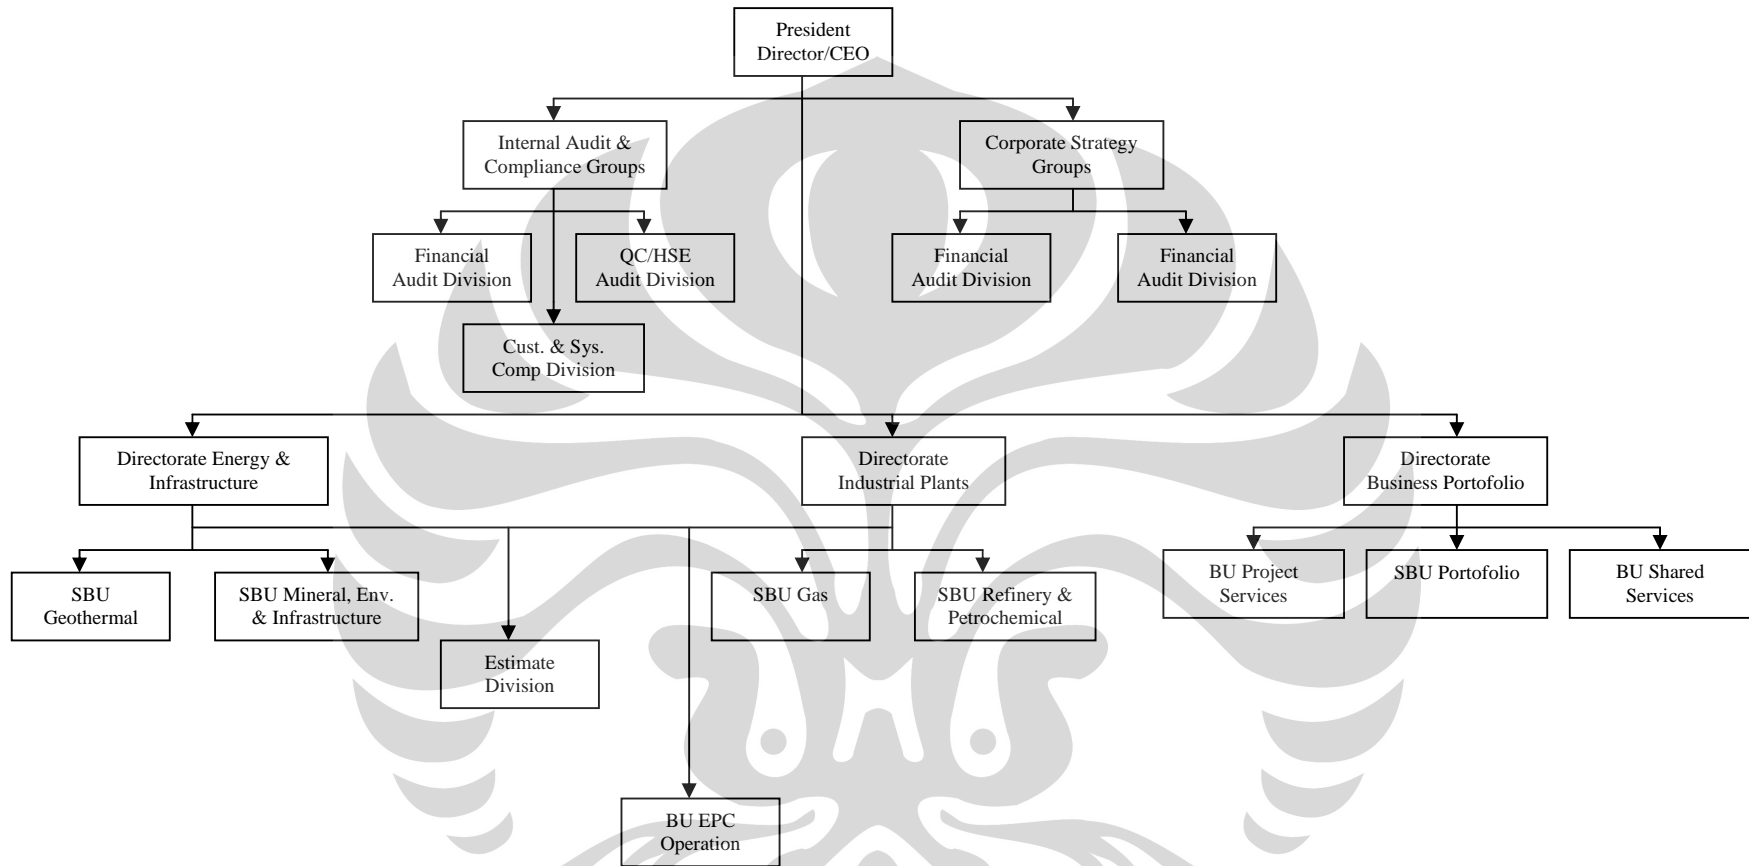 President
Director/CEO
Internal Audit &
Compliance Groups
Corporate Strategy
Groups
Financial
Audit Division
QC/HSE
Audit Division
Financial
Audit Division
Financial
Audit Division
Cust. & Sys.
Comp Division
Directorate Energy &
Infrastructure
Directorate
Industrial Plants
Directorate
Business Portofolio
SBU
Geothermal
SBU Mineral, Env.
& Infrastructure
SBU Gas
SBU Refinery &
Petrochemical
BU Project
Services
SBU Portofolio
BU Shared
Services
Estimate
Division
BU EPC
Operation